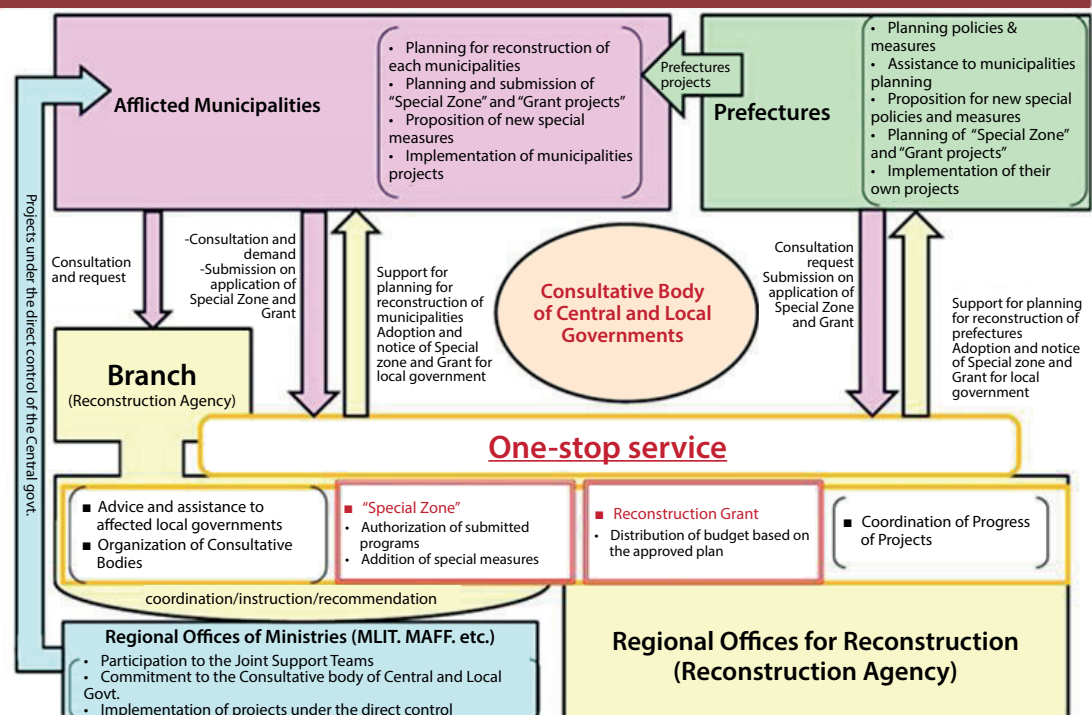 Afflicted Municipalities
• Planning for reconstruction of
each municipalities
• Planning and submission of
“Special Zone” and “Grant projects”
• Proposition of new special
measures
• Implementation of municipalities
projects
Prefectures
projects
Prefectures
• Planning policies &
measures
• Assistance to municipalities
planning
• Proposition for new special
policies and measures
• Planning of “Special Zone”
and “Grant projects”
• Implementation of their
own projects
Projects under the direct control of the Central govt.
Consultation
and request
-Consultation and
demand
-Submission on
application of
Special Zone and
Grant
Support for
planning for
reconstruction of
municipalities
Adoption and
notice of Special
zone and Grant for
local government
Consultative Body
of Central and Local
Governments
Consultation
request
Submission on
application of
Special Zone
and Grant
Support for planning
for reconstruction of
prefectures
Adoption and notice
of Special zone and
Grant for local
government
Branch
(Reconstruction Agency)
One-stop service
■ Advice and assistance to
affected local governments
■ Organization of Consultative
Bodies
■ “Special Zone”
• Authorization of submitted
programs
• Addition of special measures
■ Reconstruction Grant
• Distribution of budget based on
the approved plan
■ Coordination of Progress
of Projects
coordination/instruction/recommendation
Regional Offices of Ministries (MLIT. MAFF. etc.)
• Participation to the Joint Support Teams
• Commitment to the Consultative body of Central and Local
Govt.
• Implementation of projects under the direct control
Regional Offices for Reconstruction
(Reconstruction Agency)